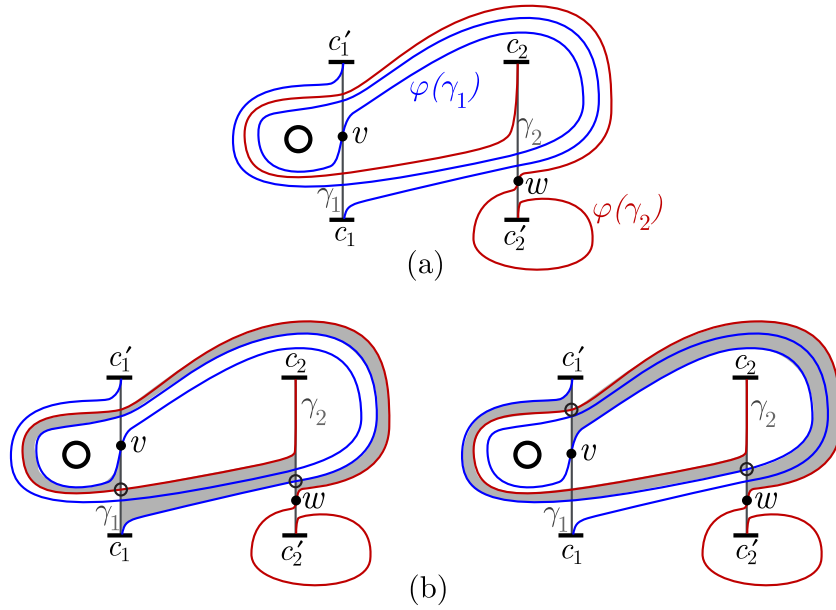 c₁′ c₂
φ(γ₁)
v γ₂
w
γ₁
φ(γ₂)
c₁ c₂′
(a)
c₁′ c₂ c₁′ c₂
γ₂ γ₂
v v
w w
γ₁ γ₁
c₁ c₂′ c₁ c₂′
(b)